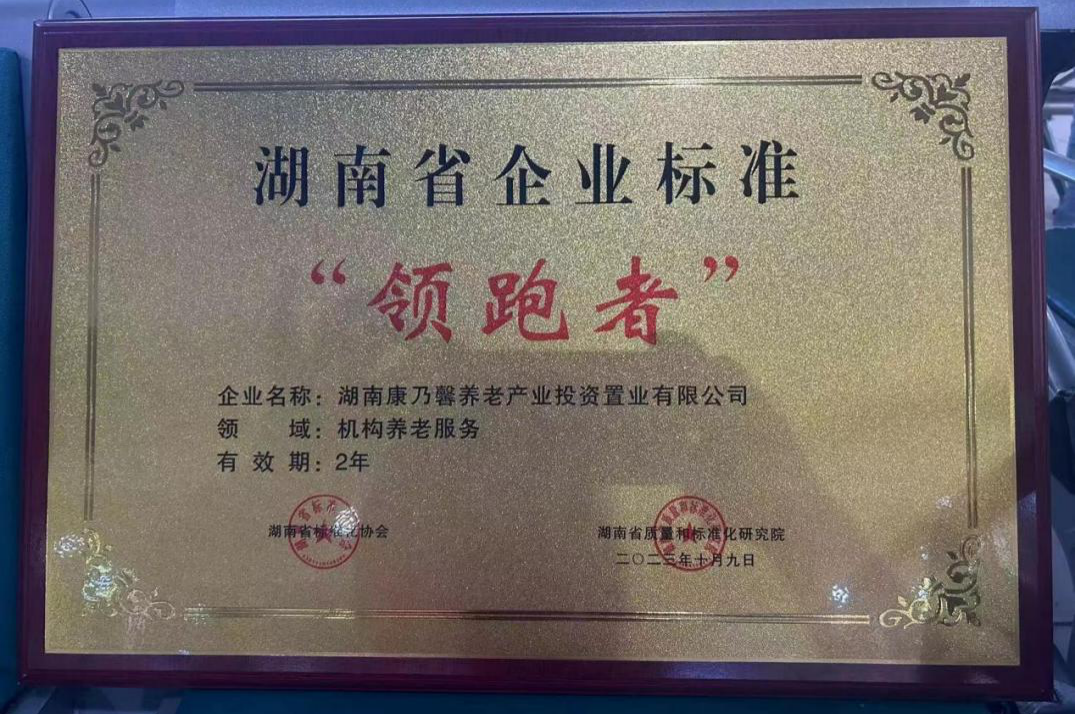 湖南省企业标准
“领跑者”
企业名称：湖南康乃馨养老产业投资置业有限公司
领　　域：机构养老服务
有 效 期：2年
湖南省标准化协会
湖南省质量和标准化研究院
二〇二三年十月九日